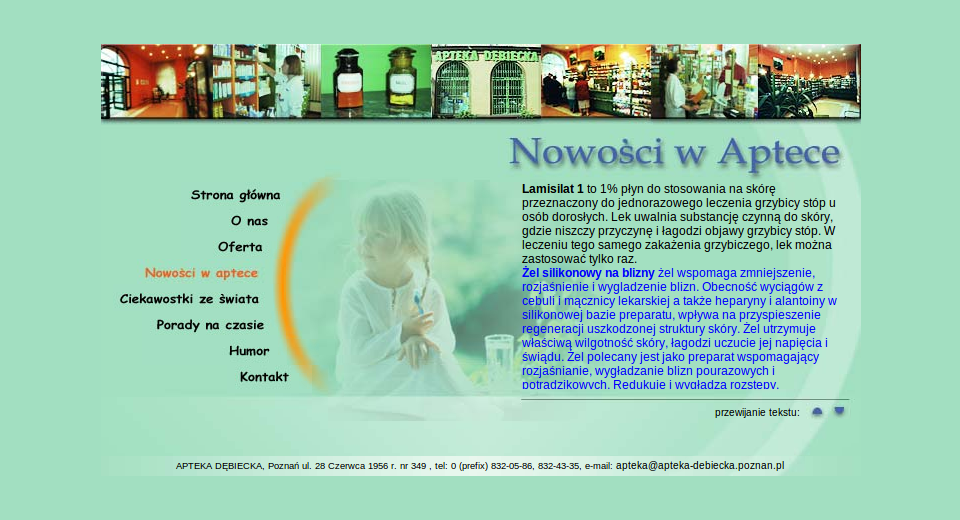 APTEKA DĘBIECKA
Nowości w Aptece
Strona główna
O nas
Oferta
Nowości w aptece
Ciekawostki ze świata
Porady na czasie
Humor
Kontakt
Lamisilat 1 to 1% płyn do stosowania na skórę
przeznaczony do jednorazowego leczenia grzybicy stóp u
osób dorosłych. Lek uwalnia substancję czynną do skóry,
gdzie niszczy przyczynę i łagodzi objawy grzybicy stóp. W
leczeniu tego samego zakażenia grzybiczego, lek można
zastosować tylko raz.
Żel silikonowy na blizny żel wspomaga zmniejszenie,
rozjaśnienie i wygladzenie blizn. Obecność wyciągów z
cebuli i mącznicy lekarskiej a także heparyny i alantoiny w
silikonowej bazie preparatu, wpływa na przyspieszenie
regeneracji uszkodzonej struktury skóry. Żel utrzymuje
właściwą wilgotność skóry, łagodzi uczucie jej napięcia i
świądu. Żel polecany jest jako preparat wspomagający
rozjaśnianie, wygładzanie blizn pourazowych i
potrądzikowych. Redukuje i wygładza rozstępy.
przewijanie tekstu:
APTEKA DĘBIECKA, Poznań ul. 28 Czerwca 1956 r. nr 349 , tel: 0 (prefix) 832-05-86, 832-43-35, e-mail: apteka@apteka-debiecka.poznan.pl